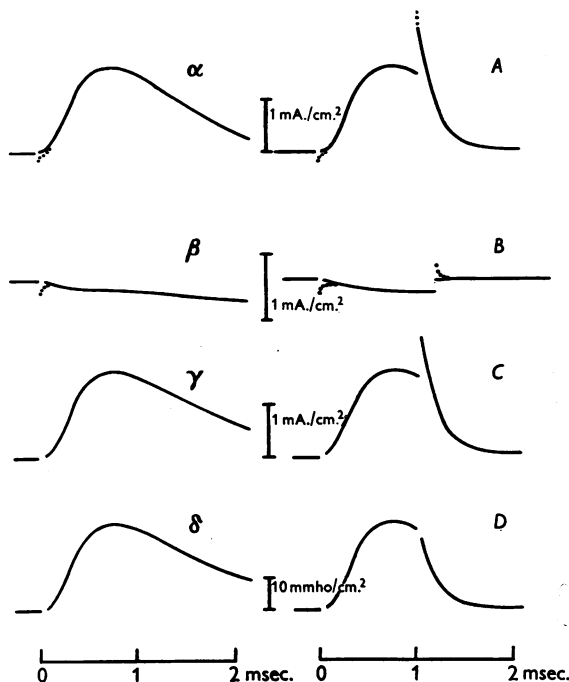 α
A
1 mA./cm.²
β
B
1 mA./cm.²
γ
C
1 mA./cm.²
δ
D
10 mmho/cm.²
0 1 2 msec.
0 1 2 msec.